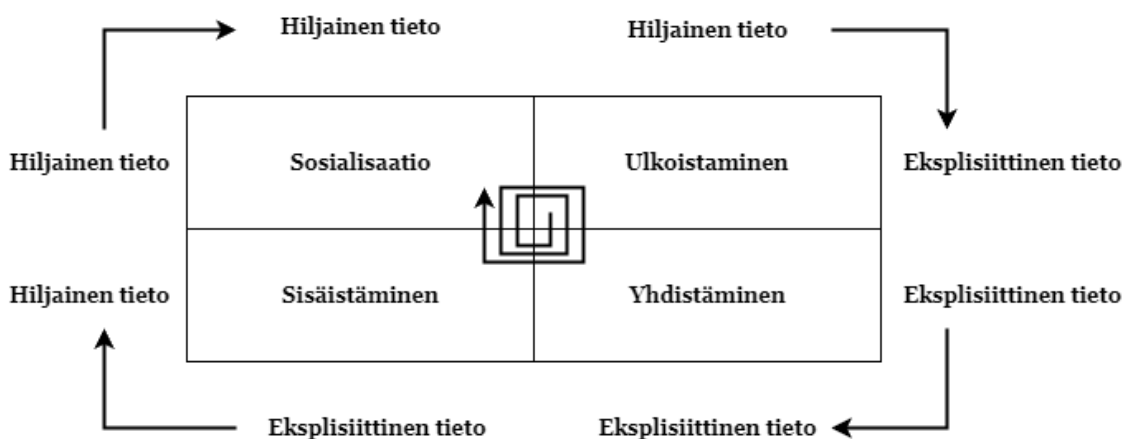 Hiljainen tieto Hiljainen tieto
Hiljainen tieto Sosialisaatio Ulkoistaminen Eksplisiittinen tieto
Hiljainen tieto Sisäistäminen Yhdistäminen Eksplisiittinen tieto
Eksplisiittinen tieto Eksplisiittinen tieto